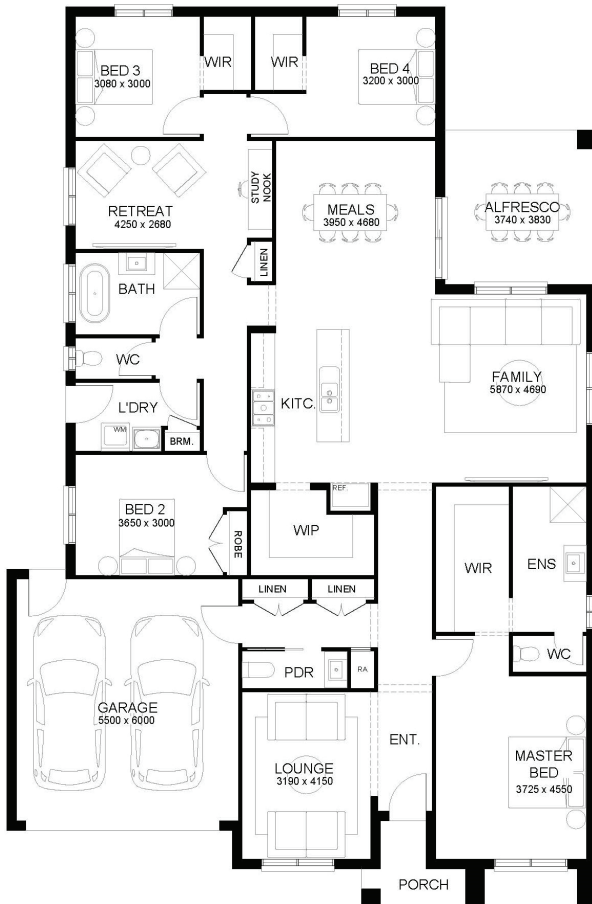 BED 3
3080 x 3000
WIR
WIR
BED 4
3200 x 3000
RETREAT
4250 x 2680
STUDY
NOOK
MEALS
3950 x 4680
ALFRESCO
3740 x 3830
LINEN
BATH
WC
KITC.
FAMILY
5870 x 4690
L'DRY
WM
BRM.
REF.
BED 2
3650 x 3000
ROBE
WIP
WIR
ENS
LINEN
LINEN
WC
PDR
RA
GARAGE
5500 x 6000
ENT.
LOUNGE
3190 x 4150
MASTER
BED
3725 x 4550
PORCH